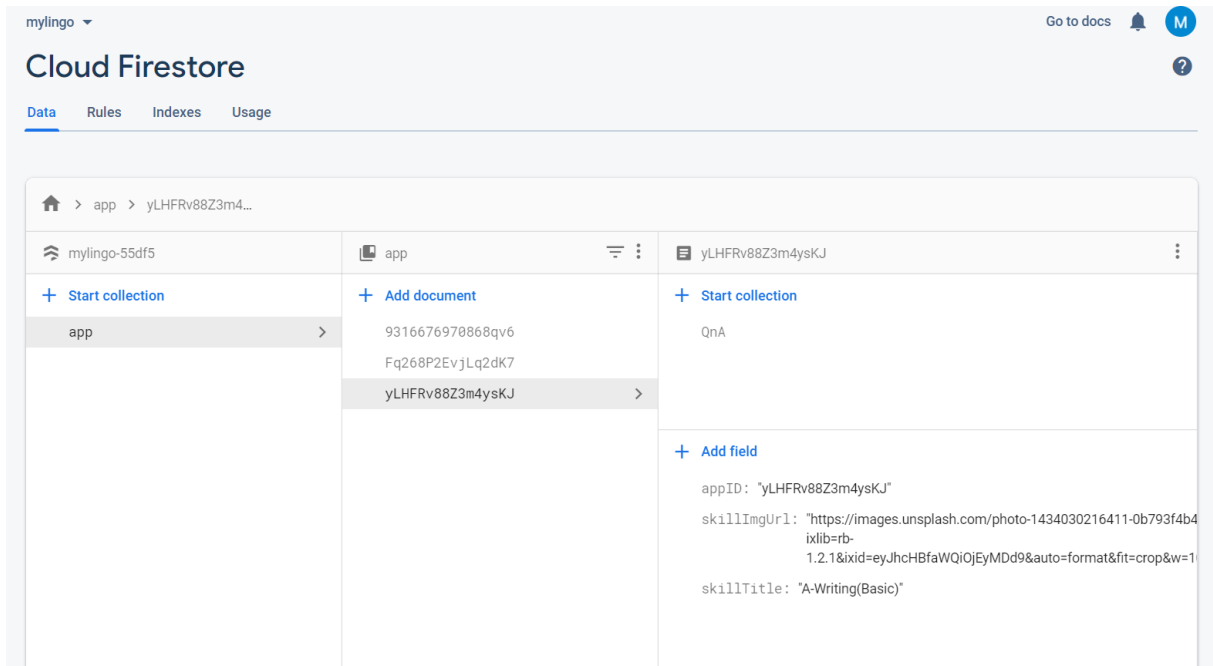 mylingo
Go to docs
M
Cloud Firestore
?
Data
Rules
Indexes
Usage
app
yLHFRv88Z3m4...
mylingo-55df5
app
yLHFRv88Z3m4ysKJ
+ Start collection
+ Add document
+ Start collection
app
9316676970868qv6
QnA
Fq268P2EvjLq2dK7
yLHFRv88Z3m4ysKJ
+ Add field
appID: "yLHFRv88Z3m4ysKJ"
skillImgUrl: "https://images.unsplash.com/photo-1434030216411-0b793f4b4
ixlib=rb-
1.2.1&ixid=eyJhcHBfaWQiOjEyMDd9&auto=format&fit=crop&w=1
skillTitle: "A-Writing(Basic)"